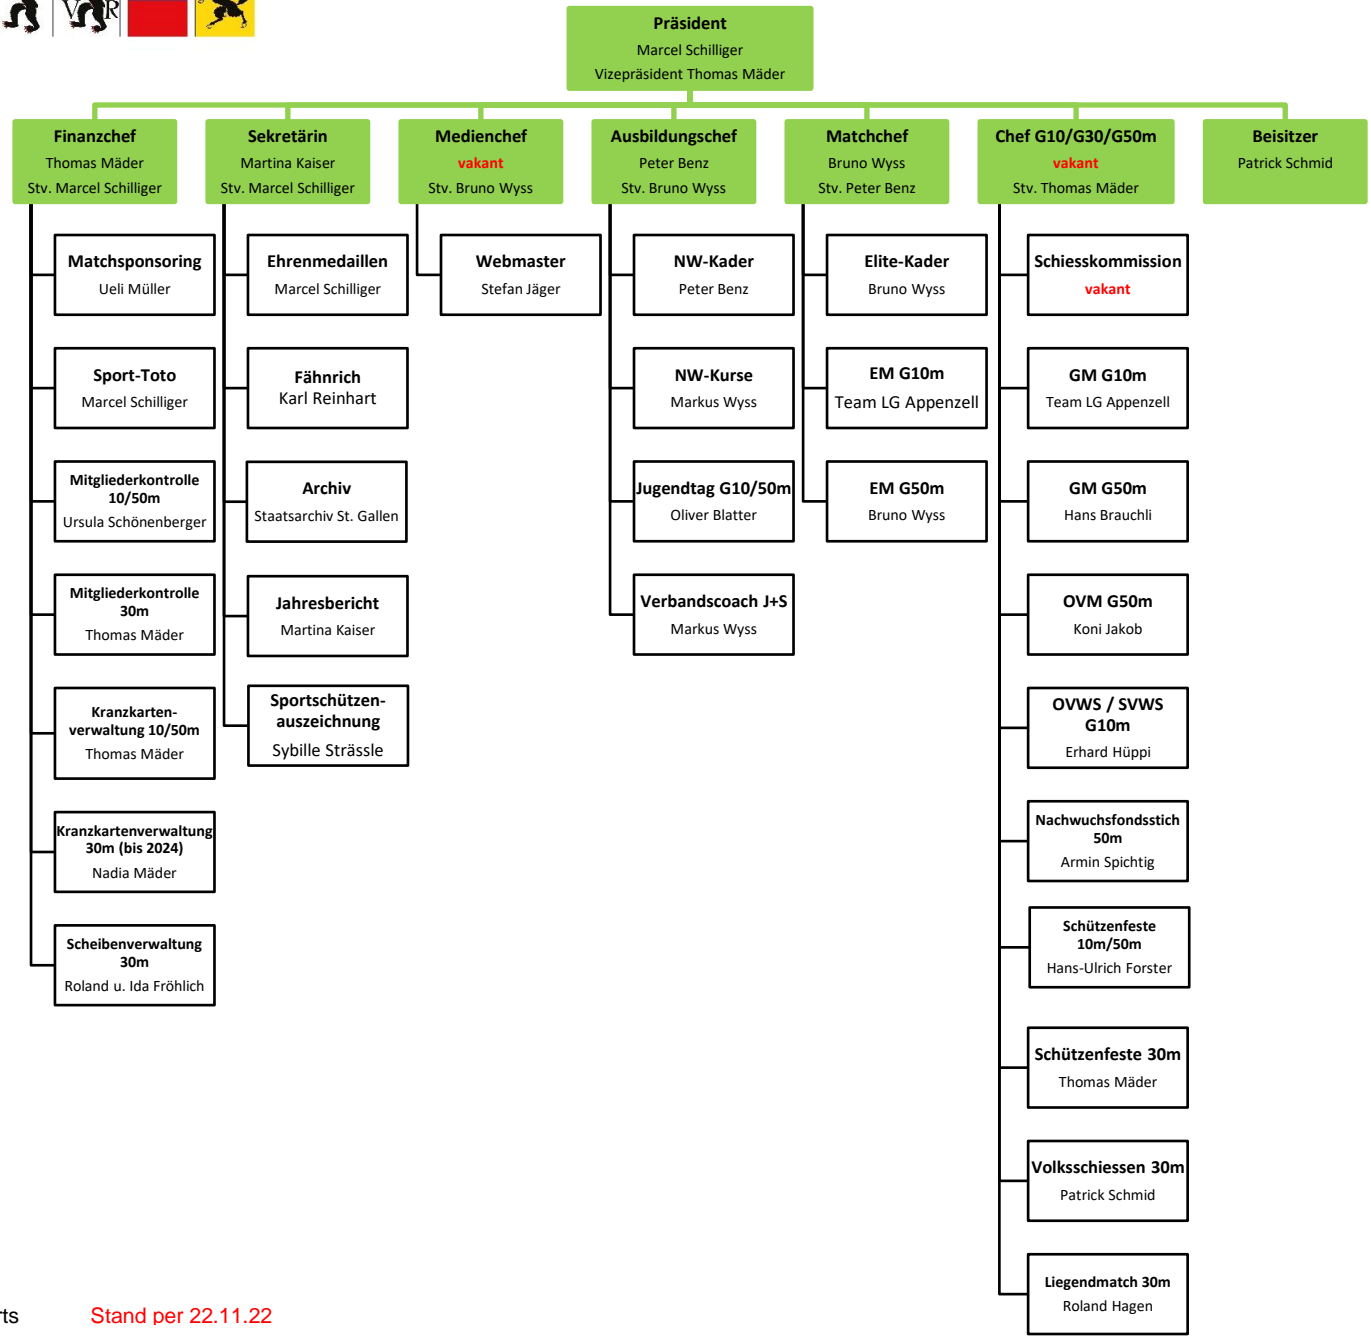 V R
Präsident
Marcel Schilliger
Vizepräsident Thomas Mäder
Finanzchef
Thomas Mäder
Stv. Marcel Schilliger
Sekretärin
Martina Kaiser
Stv. Marcel Schilliger
Medienchef
vakant
Stv. Bruno Wyss
Ausbildungschef
Peter Benz
Stv. Bruno Wyss
Matchchef
Bruno Wyss
Stv. Peter Benz
Chef G10/G30/G50m
vakant
Stv. Thomas Mäder
Beisitzer
Patrick Schmid
Matchsponsoring
Ueli Müller
Sport-Toto
Marcel Schilliger
Mitgliederkontrolle
10/50m
Ursula Schönenberger
Mitgliederkontrolle
30m
Thomas Mäder
Kranzkarten-
verwaltung 10/50m
Thomas Mäder
Kranzkartenverwaltung
30m (bis 2024)
Nadia Mäder
Scheibenverwaltung
30m
Roland u. Ida Fröhlich
Ehrenmedaillen
Marcel Schilliger
Fähnrich
Karl Reinhart
Archiv
Staatsarchiv St. Gallen
Jahresbericht
Martina Kaiser
Sportschützen-
auszeichnung
Sybille Strässle
Webmaster
Stefan Jäger
NW-Kader
Peter Benz
NW-Kurse
Markus Wyss
Jugendtag G10/50m
Oliver Blatter
Verbandscoach J+S
Markus Wyss
Elite-Kader
Bruno Wyss
EM G10m
Team LG Appenzell
EM G50m
Bruno Wyss
Schiesskommission
vakant
GM G10m
Team LG Appenzell
GM G50m
Hans Brauchli
OVM G50m
Koni Jakob
OVWS / SVWS
G10m
Erhard Hüppi
Nachwuchsfondsstich
50m
Armin Spichtig
Schützenfeste
10m/50m
Hans-Ulrich Forster
Schützenfeste 30m
Thomas Mäder
Volksschiessen 30m
Patrick Schmid
Liegendmatch 30m
Roland Hagen
rts Stand per 22.11.22